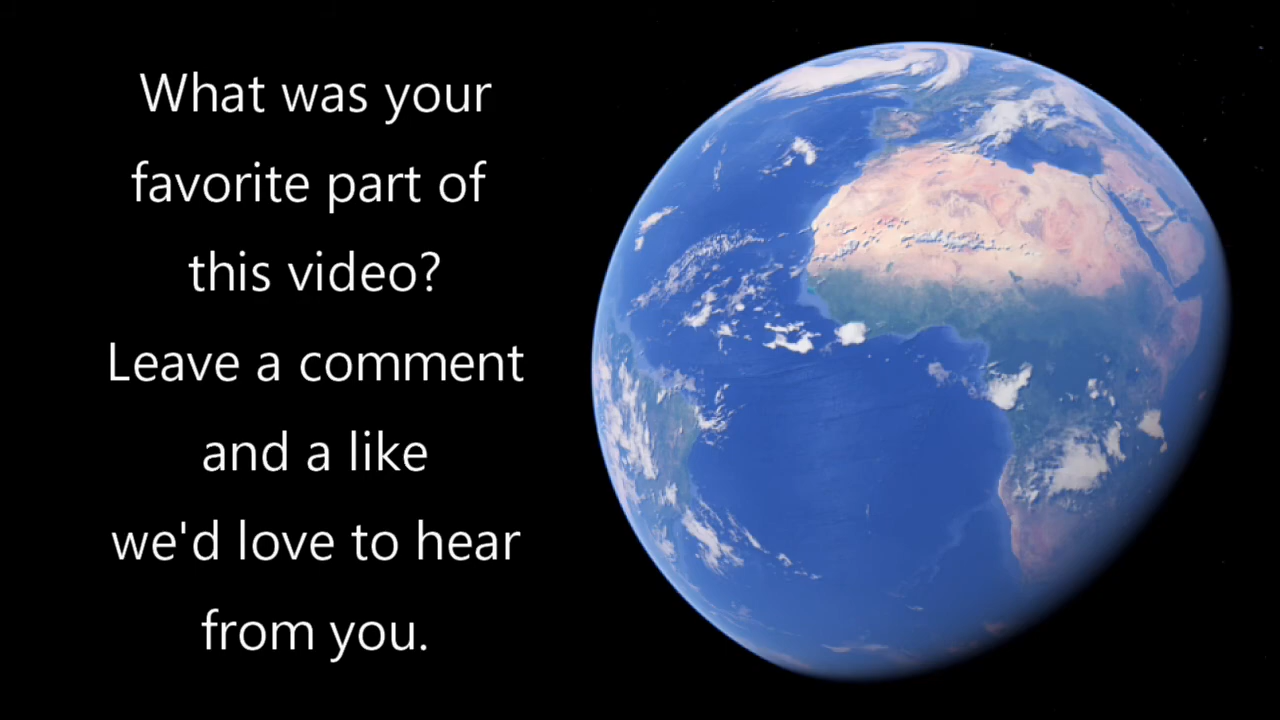 What was your
favorite part of
this video?
Leave a comment
and a like
we'd love to hear
from you.